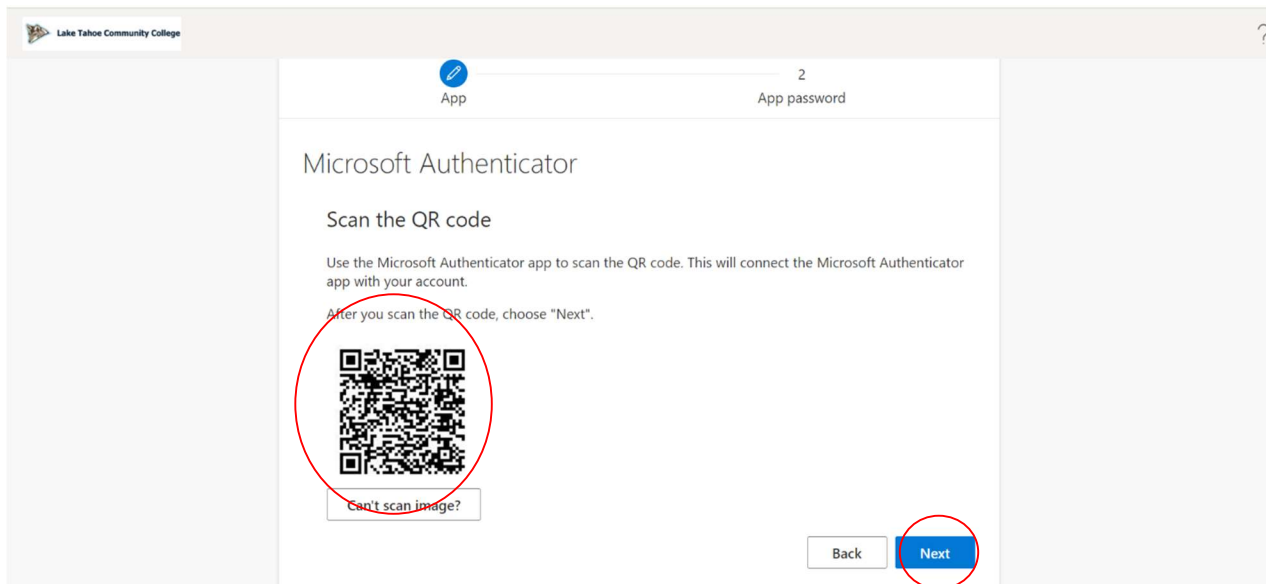 Lake Tahoe Community College
?
2
App
App password
Microsoft Authenticator
Scan the QR code
Use the Microsoft Authenticator app to scan the QR code. This will connect the Microsoft Authenticator
app with your account.
After you scan the QR code, choose "Next".
Can't scan image?
Back
Next